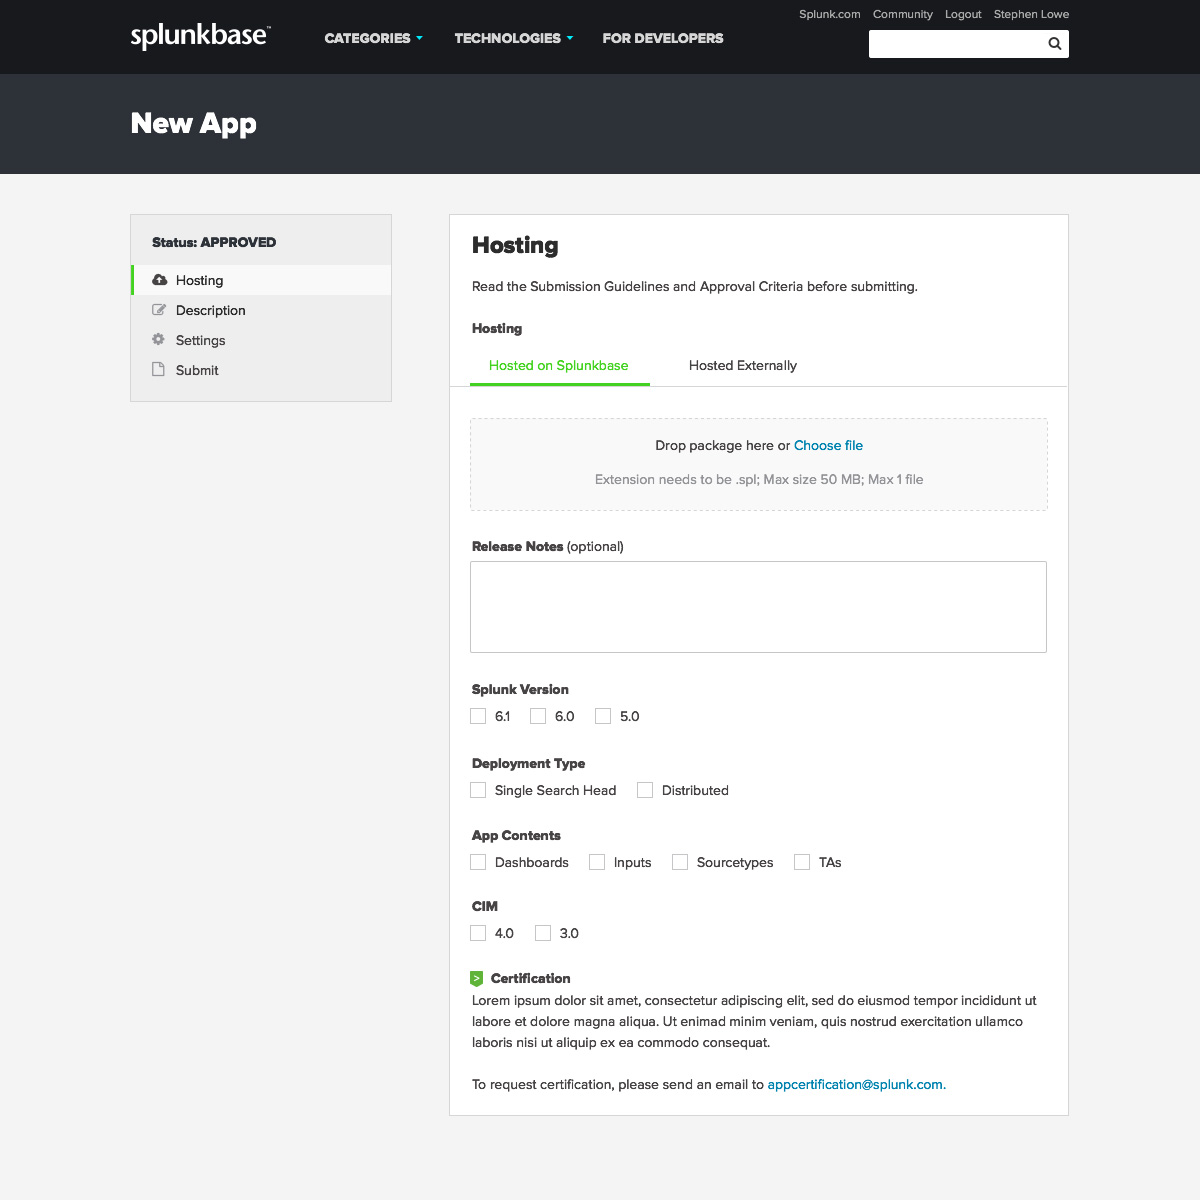 Splunk.com Community Logout Stephen Lowe
splunkbase™ CATEGORIES TECHNOLOGIES FOR DEVELOPERS
New App
Status: APPROVED
Hosting
Description
Settings
Submit
Hosting
Read the Submission Guidelines and Approval Criteria before submitting.
Hosting
Hosted on Splunkbase Hosted Externally
Drop package here or Choose file
Extension needs to be .spl; Max size 50 MB; Max 1 file
Release Notes (optional)
Splunk Version
6.1 6.0 5.0
Deployment Type
Single Search Head Distributed
App Contents
Dashboards Inputs Sourcetypes TAs
CIM
4.0 3.0
> Certification
Lorem ipsum dolor sit amet, consectetur adipiscing elit, sed do eiusmod tempor incididunt ut
labore et dolore magna aliqua. Ut enimad minim veniam, quis nostrud exercitation ullamco
laboris nisi ut aliquip ex ea commodo consequat.
To request certification, please send an email to appcertification@splunk.com.